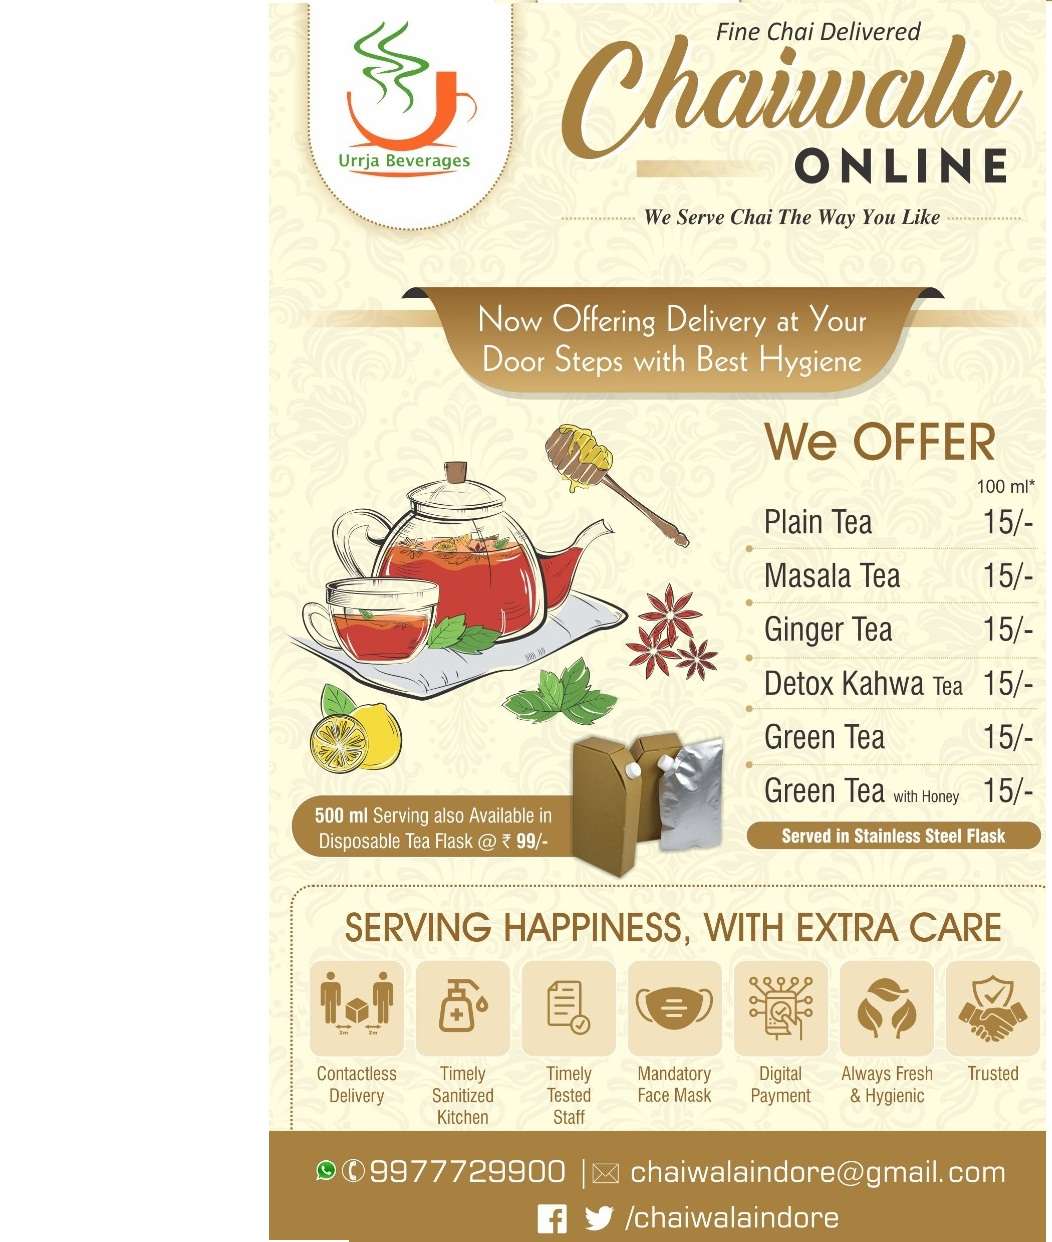 Urrja Beverages
Fine Chai Delivered
Chaiwala
ONLINE
We Serve Chai The Way You Like
Now Offering Delivery at Your
Door Steps with Best Hygiene
We OFFER
100 ml*
Plain Tea 15/-
Masala Tea 15/-
Ginger Tea 15/-
Detox Kahwa Tea 15/-
Green Tea 15/-
Green Tea with Honey 15/-
Served in Stainless Steel Flask
500 ml Serving also Available in
Disposable Tea Flask @ ₹ 99/-
SERVING HAPPINESS, WITH EXTRA CARE
2m 2m
Contactless
Delivery
Timely
Sanitized
Kitchen
Timely
Tested
Staff
Mandatory
Face Mask
Digital
Payment
Always Fresh
& Hygienic
Trusted
9977729900 | chaiwalaindore@gmail.com
/chaiwalaindore